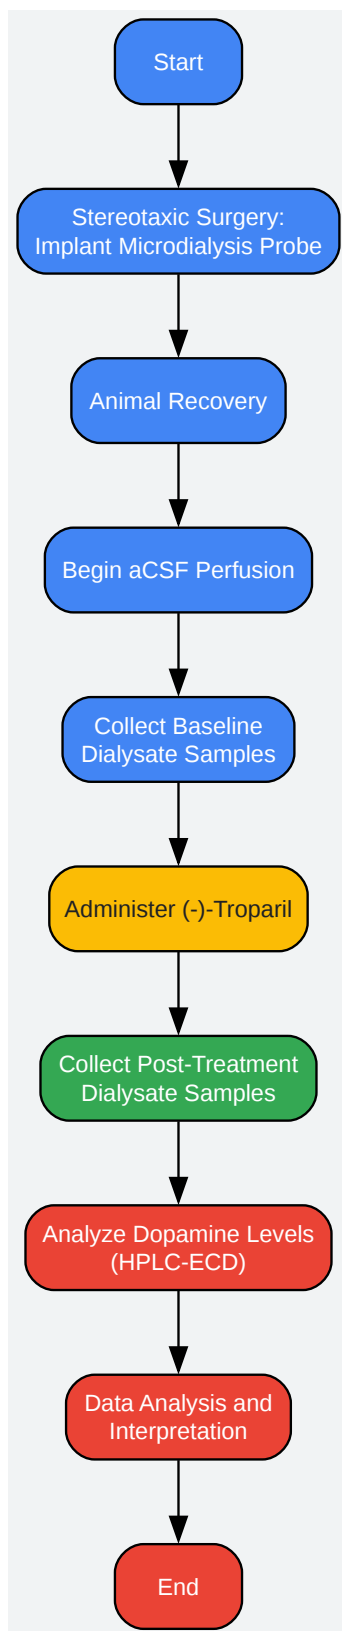 Start
Stereotaxic Surgery:
Implant Microdialysis Probe
Animal Recovery
Begin aCSF Perfusion
Collect Baseline
Dialysate Samples
Administer (-)-Troparil
Collect Post-Treatment
Dialysate Samples
Analyze Dopamine Levels
(HPLC-ECD)
Data Analysis and
Interpretation
End